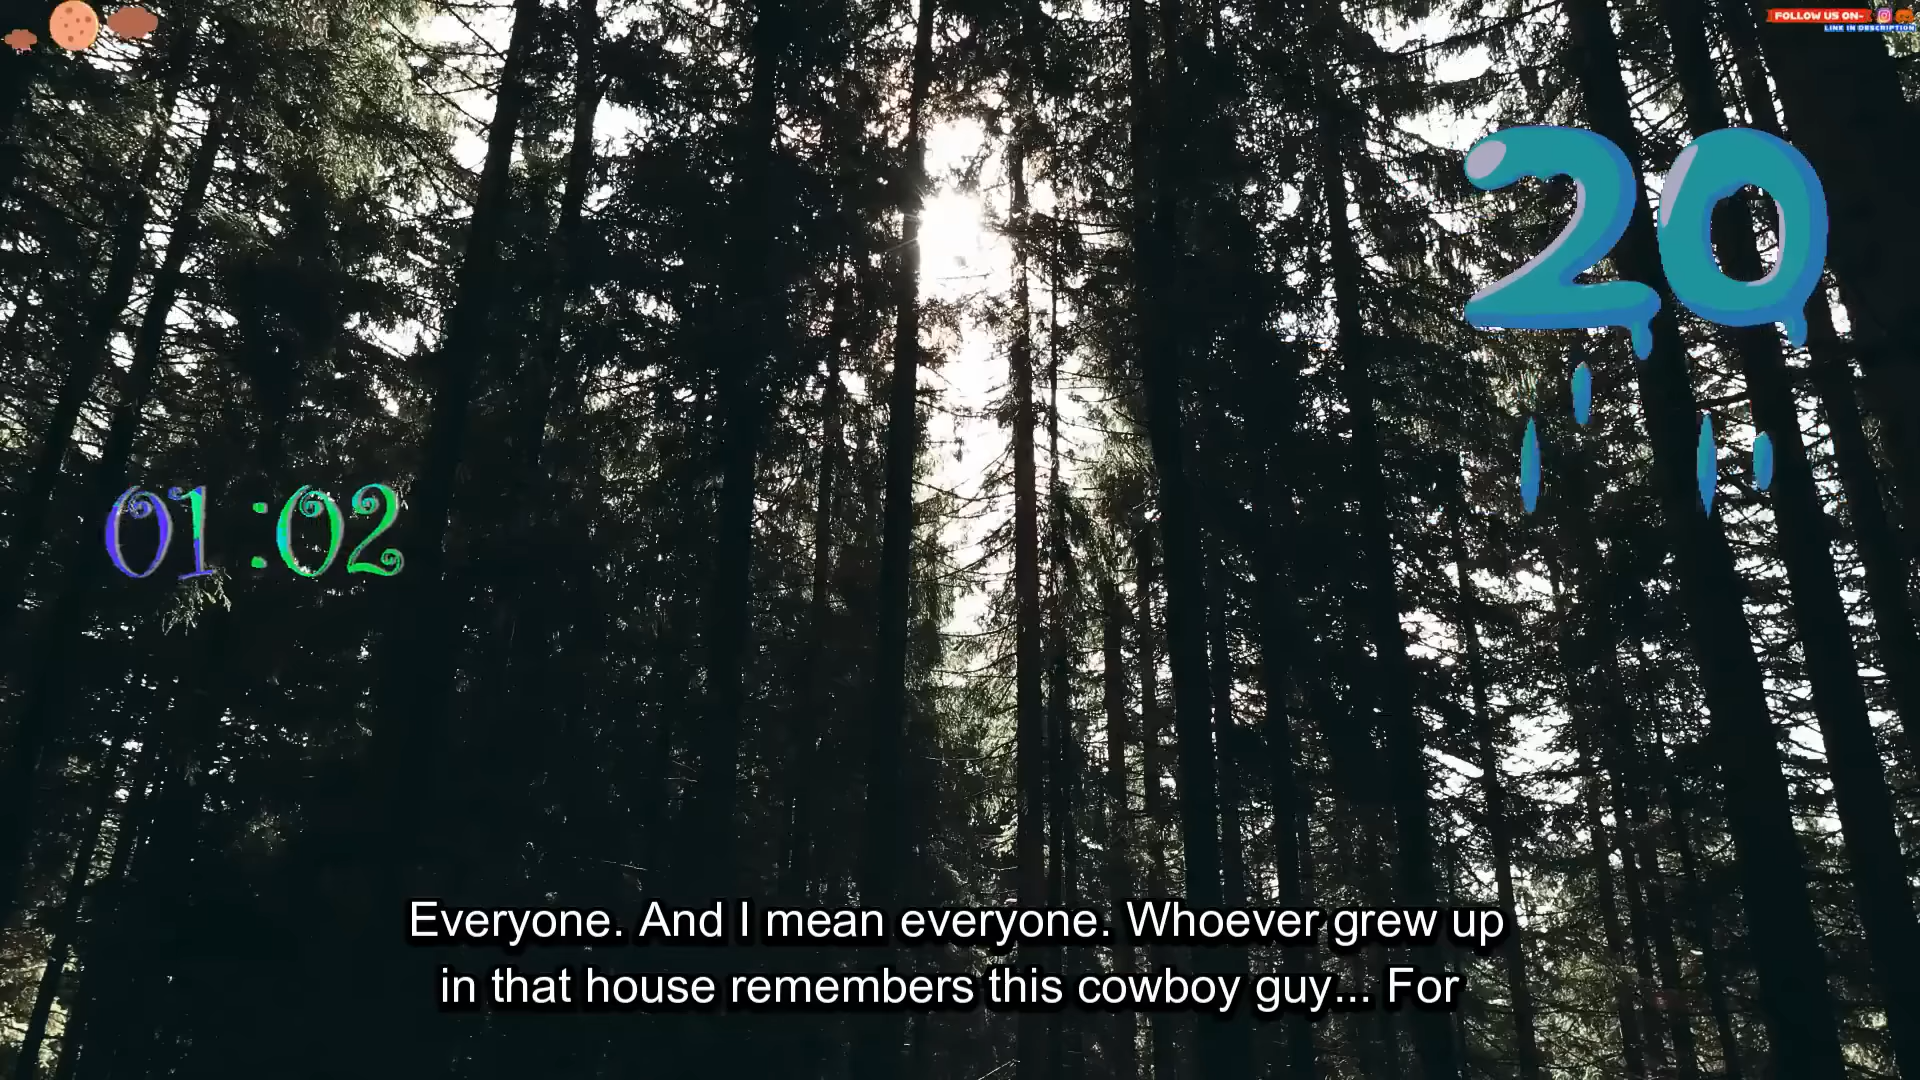 FOLLOW US ON-
LINK IN DESCRIPTION
20
01:02
Everyone. And I mean everyone. Whoever grew up
in that house remembers this cowboy guy... For